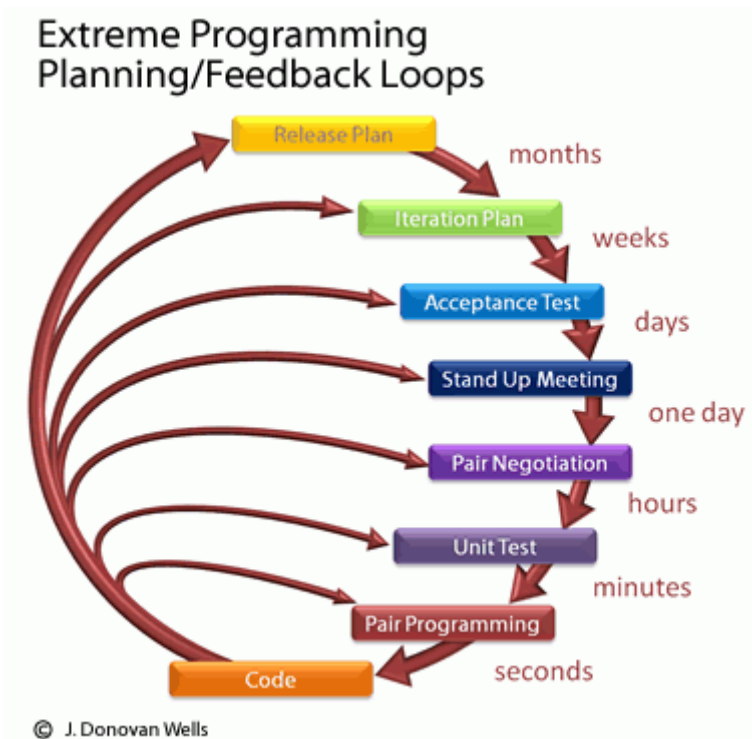 Extreme Programming
Planning/Feedback Loops
Release Plan
months
Iteration Plan
weeks
Acceptance Test
days
Stand Up Meeting
one day
Pair Negotiation
hours
Unit Test
minutes
Pair Programming
seconds
Code
© J. Donovan Wells